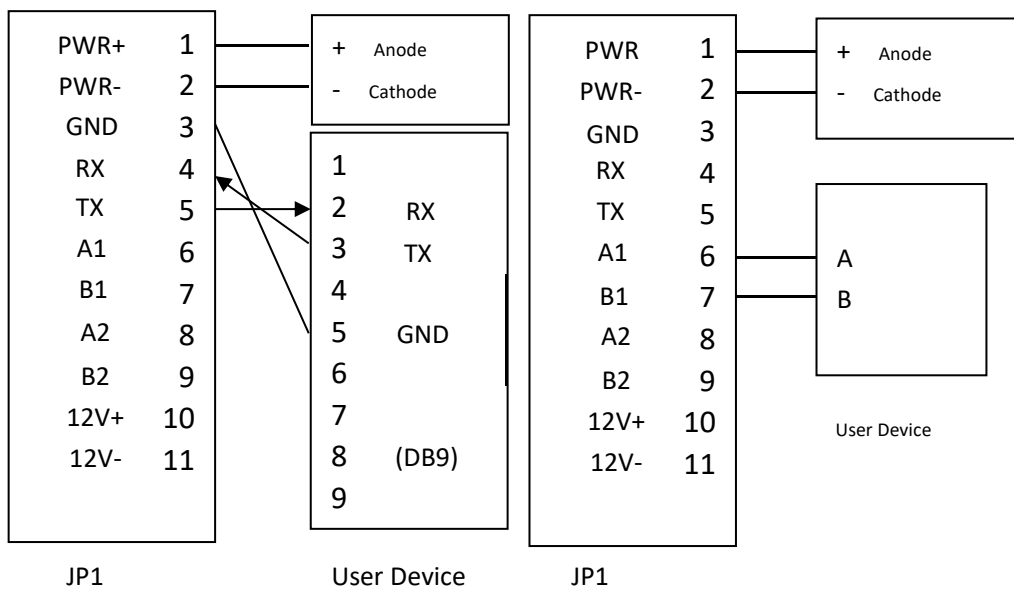 PWR+ 1
PWR- 2
GND 3
RX 4
TX 5
A1 6
B1 7
A2 8
B2 9
12V+ 10
12V- 11
JP1
+ Anode
- Cathode
1
2 RX
3 TX
4
5 GND
6
7
8 (DB9)
9
User Device
PWR 1
PWR- 2
GND 3
RX 4
TX 5
A1 6
B1 7
A2 8
B2 9
12V+ 10
12V- 11
JP1
+ Anode
- Cathode
A
B
User Device